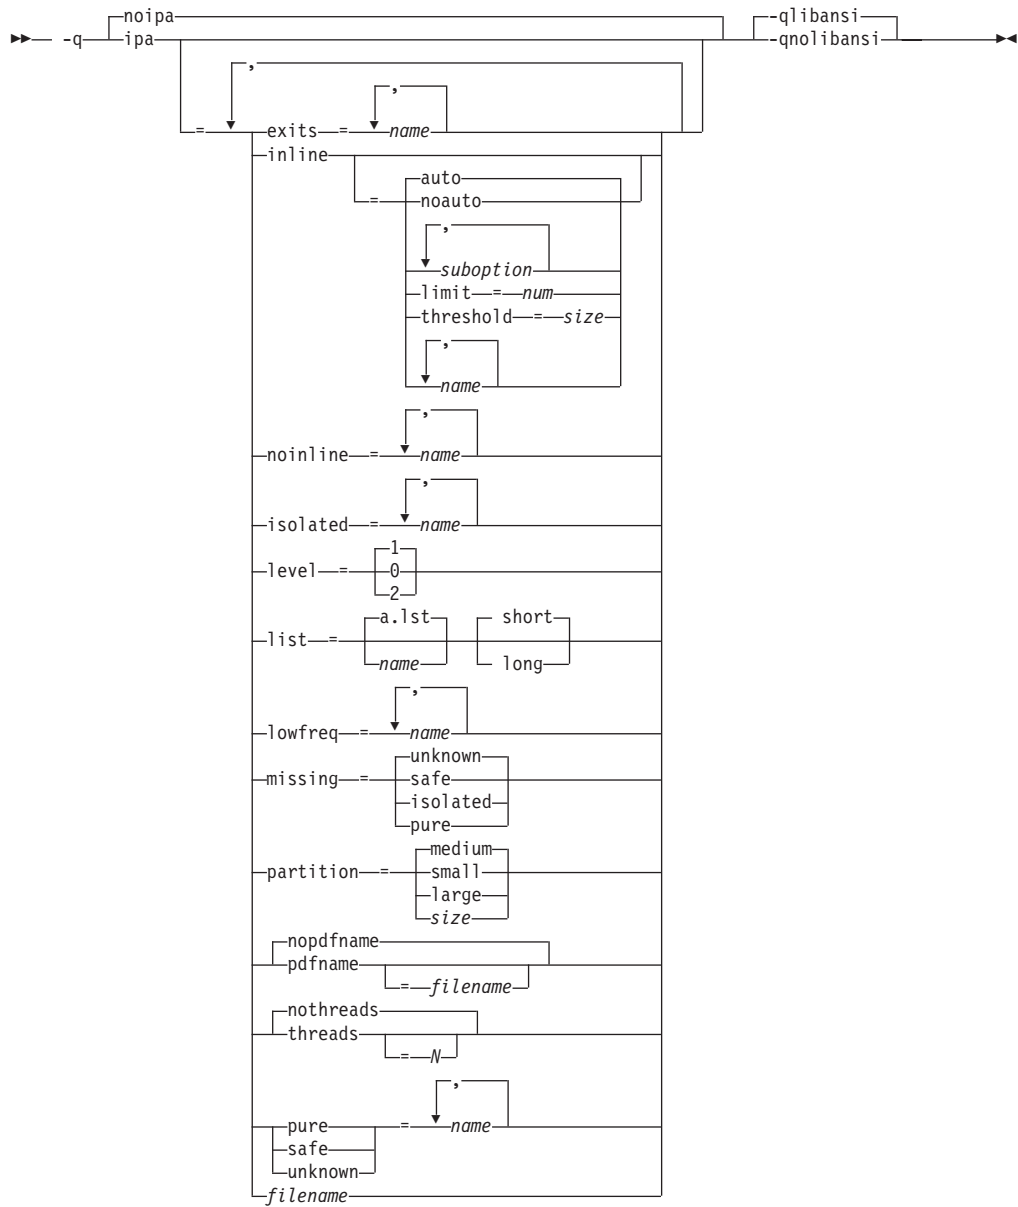 noipa -qlibansi
-q ipa -qnolibansi
,
,
= exits = name
inline
auto
= noauto
,
suboption
limit = num
threshold = size
,
name
,
noinline = name
,
isolated = name
1
level = 0
2
a.lst short
list =
name long
,
lowfreq = name
unknown
missing = safe
isolated
pure
medium
partition = small
large
size
nopdfname
pdfname
= filename
nothreads
threads
= N
,
pure = name
safe
unknown
filename